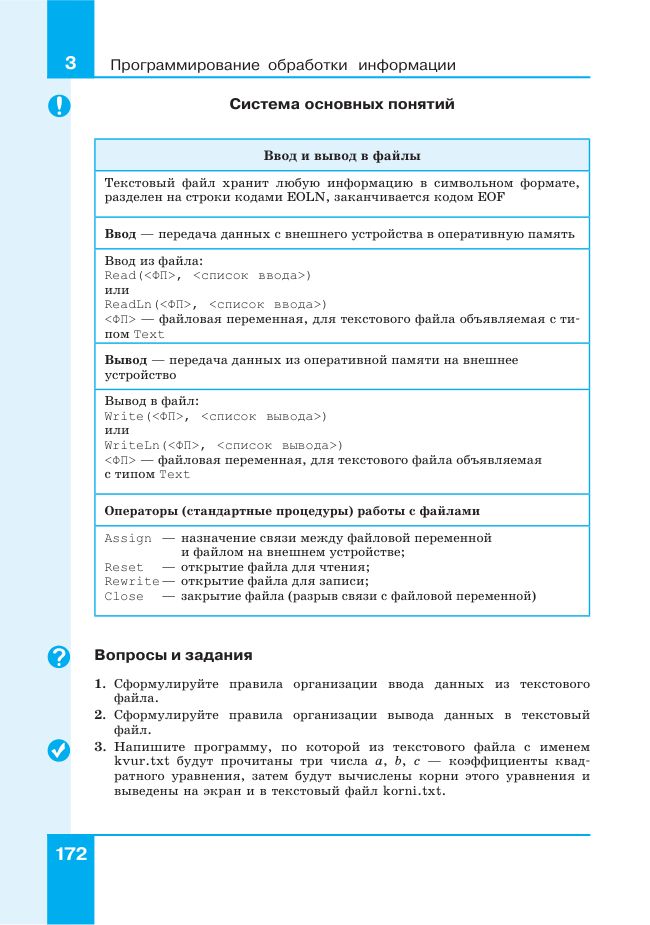 3 Программирование обработки информации
Система основных понятий
Ввод и вывод в файлы
Текстовый файл хранит любую информацию в символьном формате,
разделен на строки кодами EOLN, заканчивается кодом EOF
Ввод — передача данных с внешнего устройства в оперативную память
Ввод из файла:
Read(<ФП>, <список ввода>)
или
ReadLn(<ФП>, <список ввода>)
<ФП> — файловая переменная, для текстового файла объявляемая с ти-
пом Text
Вывод — передача данных из оперативной памяти на внешнее
устройство
Вывод в файл:
Write(<ФП>, <список вывода>)
или
WriteLn(<ФП>, <список вывода>)
<ФП> — файловая переменная, для текстового файла объявляемая
с типом Text
Операторы (стандартные процедуры) работы с файлами
Assign — назначение связи между файловой переменной
и файлом на внешнем устройстве;
Reset — открытие файла для чтения;
Rewrite — открытие файла для записи;
Close — закрытие файла (разрыв связи с файловой переменной)
Вопросы и задания
1. Сформулируйте правила организации ввода данных из текстового
файла.
2. Сформулируйте правила организации вывода данных в текстовый
файл.
3. Напишите программу, по которой из текстового файла с именем
kvur.txt будут прочитаны три числа a, b, c — коэффициенты квад-
ратного уравнения, затем будут вычислены корни этого уравнения и
выведены на экран и в текстовый файл korni.txt.
172